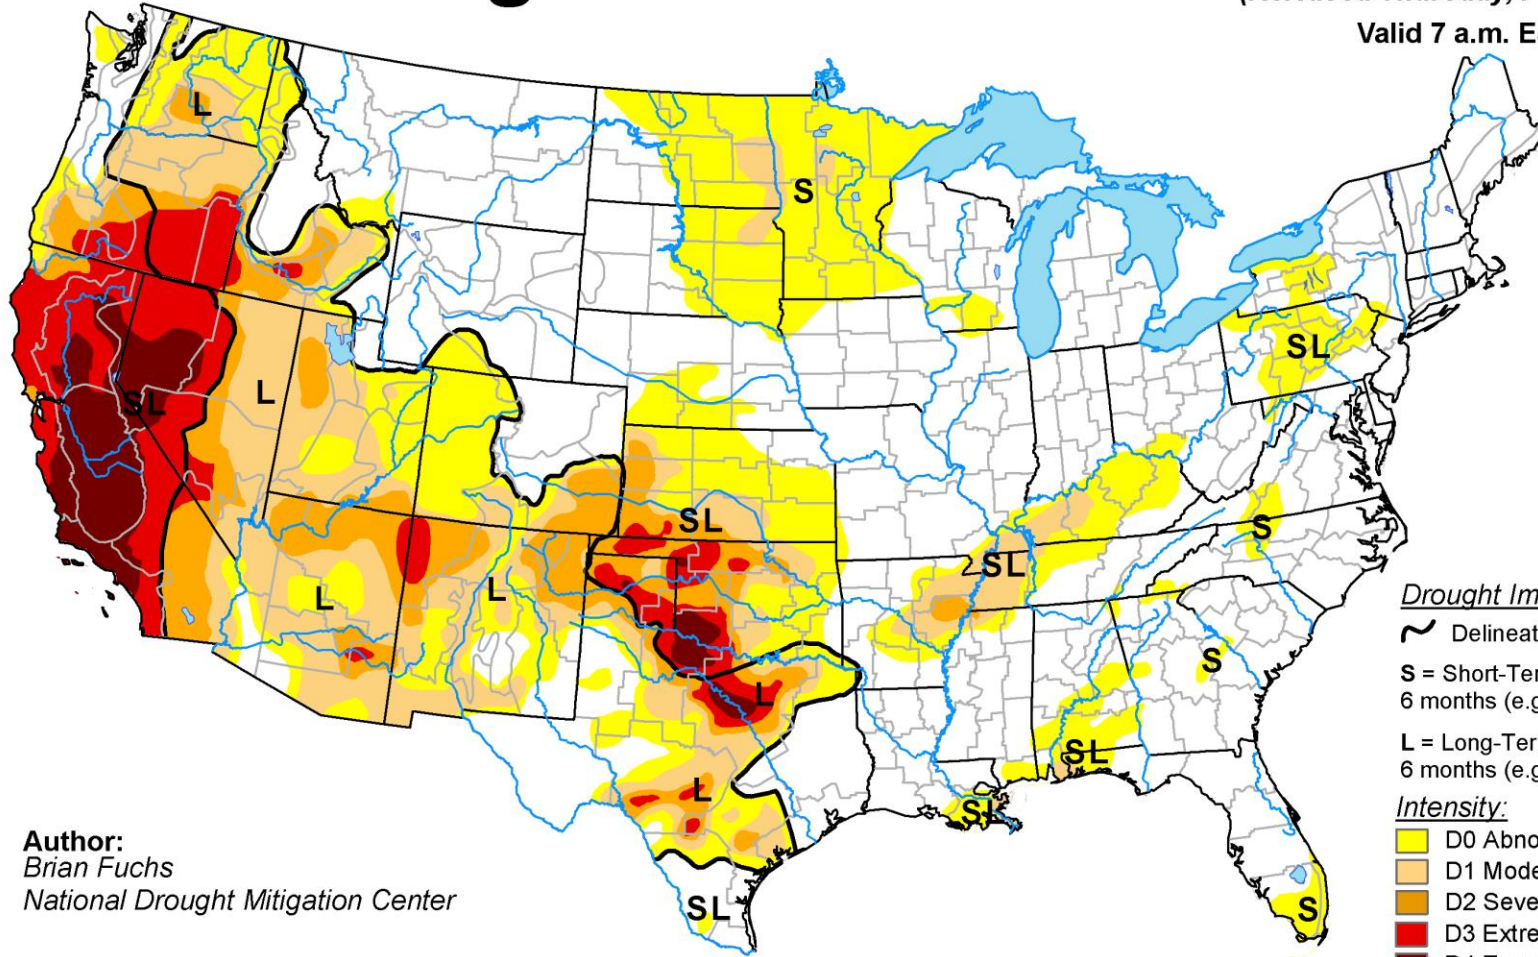 Valid 7 a.m. E
L
S
SL
L
SL
SL
S
SL
L
L
S
L
SL
L
SL
SL
S
Drought Im
Delineat
S = Short-Ter
6 months (e.g
L = Long-Ter
6 months (e.g
Intensity:
D0 Abno
D1 Mode
D2 Seve
D3 Extre
Author:
Brian Fuchs
National Drought Mitigation Center